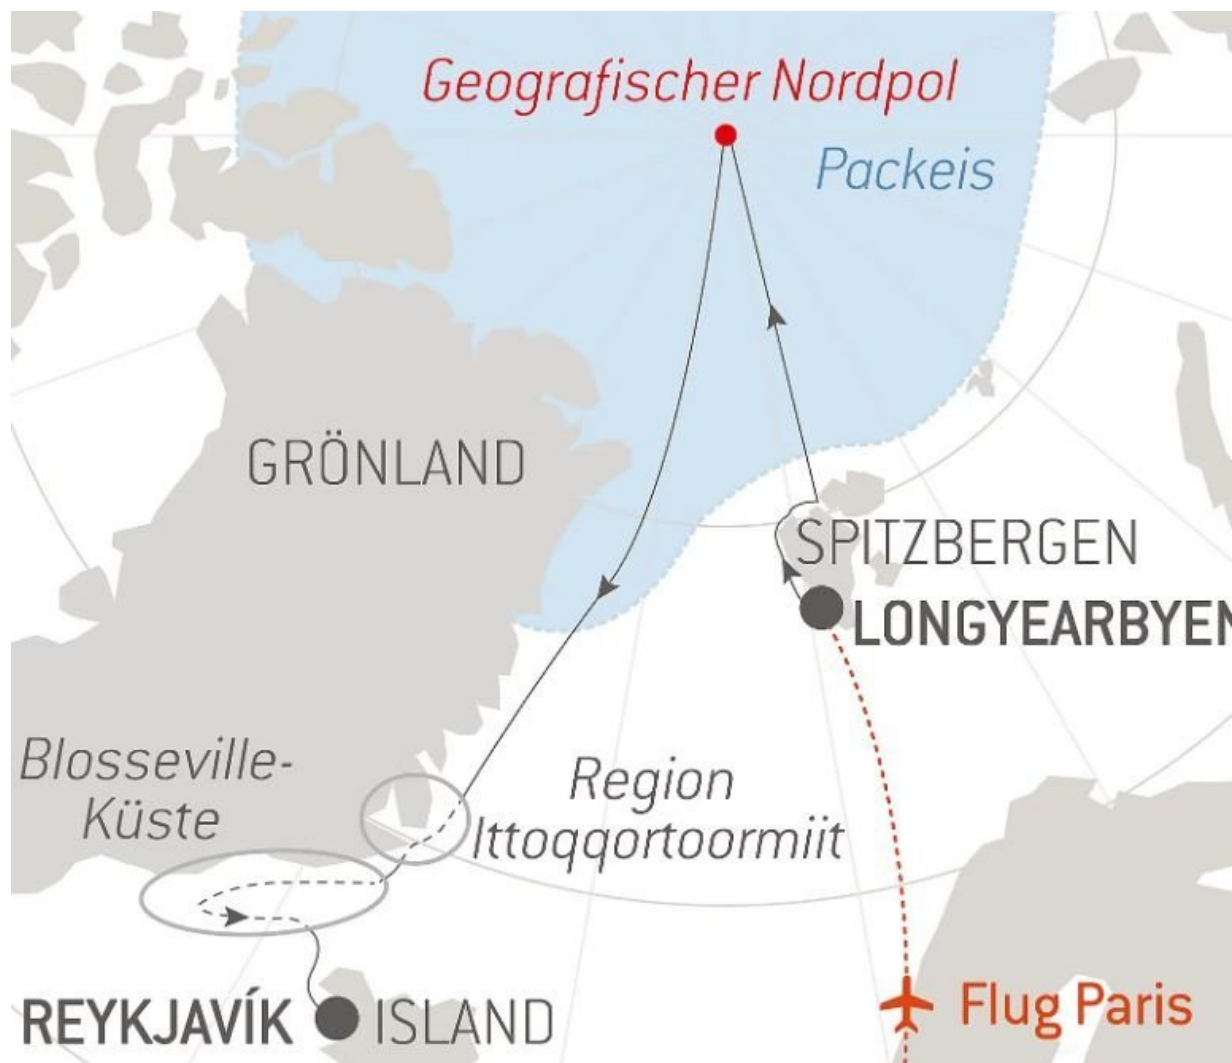 Geografischer Nordpol
Packeis
GRÖNLAND
SPITZBERGEN
LONGYEARBYEN
Blosseville-
Küste
Region
Ittoqqortoormiit
REYKJAVÍK
ISLAND
Flug Paris